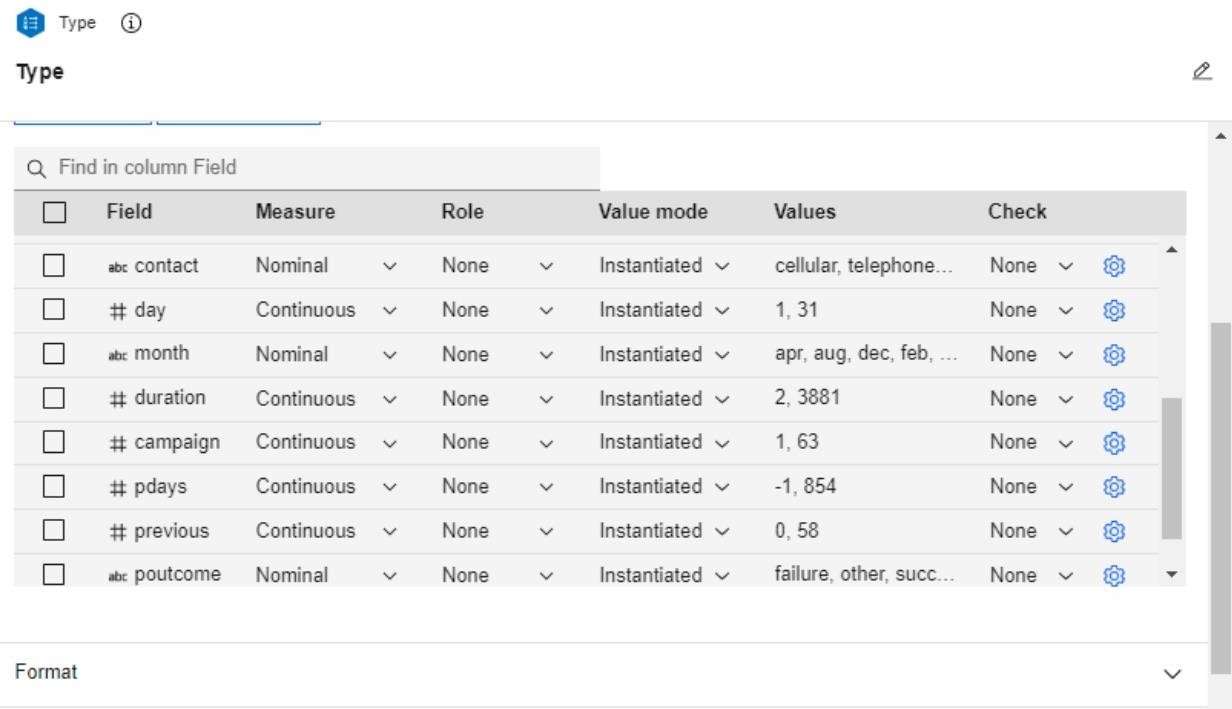 Type
Type
Find in column Field
Field Measure Role Value mode Values Check
abc contact Nominal None Instantiated cellular, telephone... None
# day Continuous None Instantiated 1, 31 None
abc month Nominal None Instantiated apr, aug, dec, feb, ... None
# duration Continuous None Instantiated 2, 3881 None
# campaign Continuous None Instantiated 1, 63 None
# pdays Continuous None Instantiated -1, 854 None
# previous Continuous None Instantiated 0, 58 None
abc poutcome Nominal None Instantiated failure, other, succ... None
Format